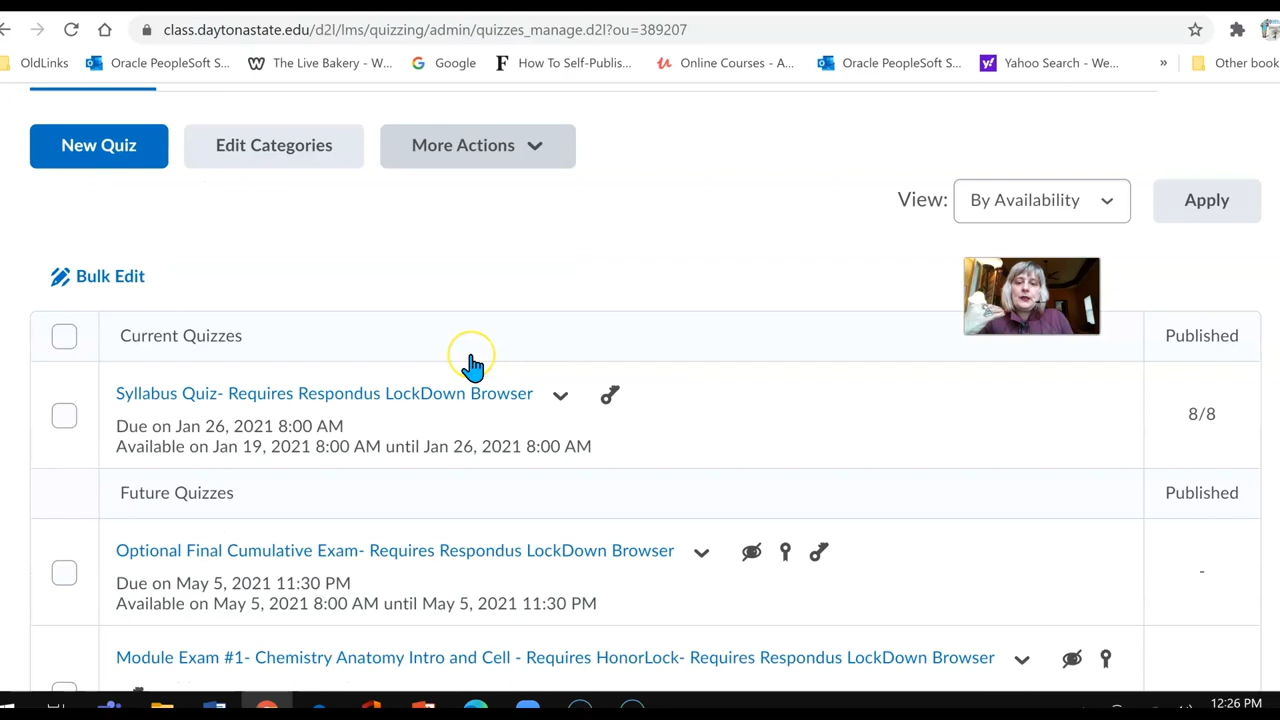 class.daytonastate.edu/d2l/lms/quizzing/admin/quizzes_manage.d2l?ou=389207
OldLinks Oracle PeopleSoft S... The Live Bakery - W... Google How To Self-Publis... Online Courses - A... Oracle PeopleSoft S... Yahoo Search - We... » Other book
New Quiz Edit Categories More Actions
View: By Availability Apply
Bulk Edit
Current Quizzes Published
Syllabus Quiz- Requires Respondus LockDown Browser
Due on Jan 26, 2021 8:00 AM
Available on Jan 19, 2021 8:00 AM until Jan 26, 2021 8:00 AM
8/8
Future Quizzes Published
Optional Final Cumulative Exam- Requires Respondus LockDown Browser
Due on May 5, 2021 11:30 PM
Available on May 5, 2021 8:00 AM until May 5, 2021 11:30 PM
-
Module Exam #1- Chemistry Anatomy Intro and Cell - Requires HonorLock- Requires Respondus LockDown Browser
12:26 PM